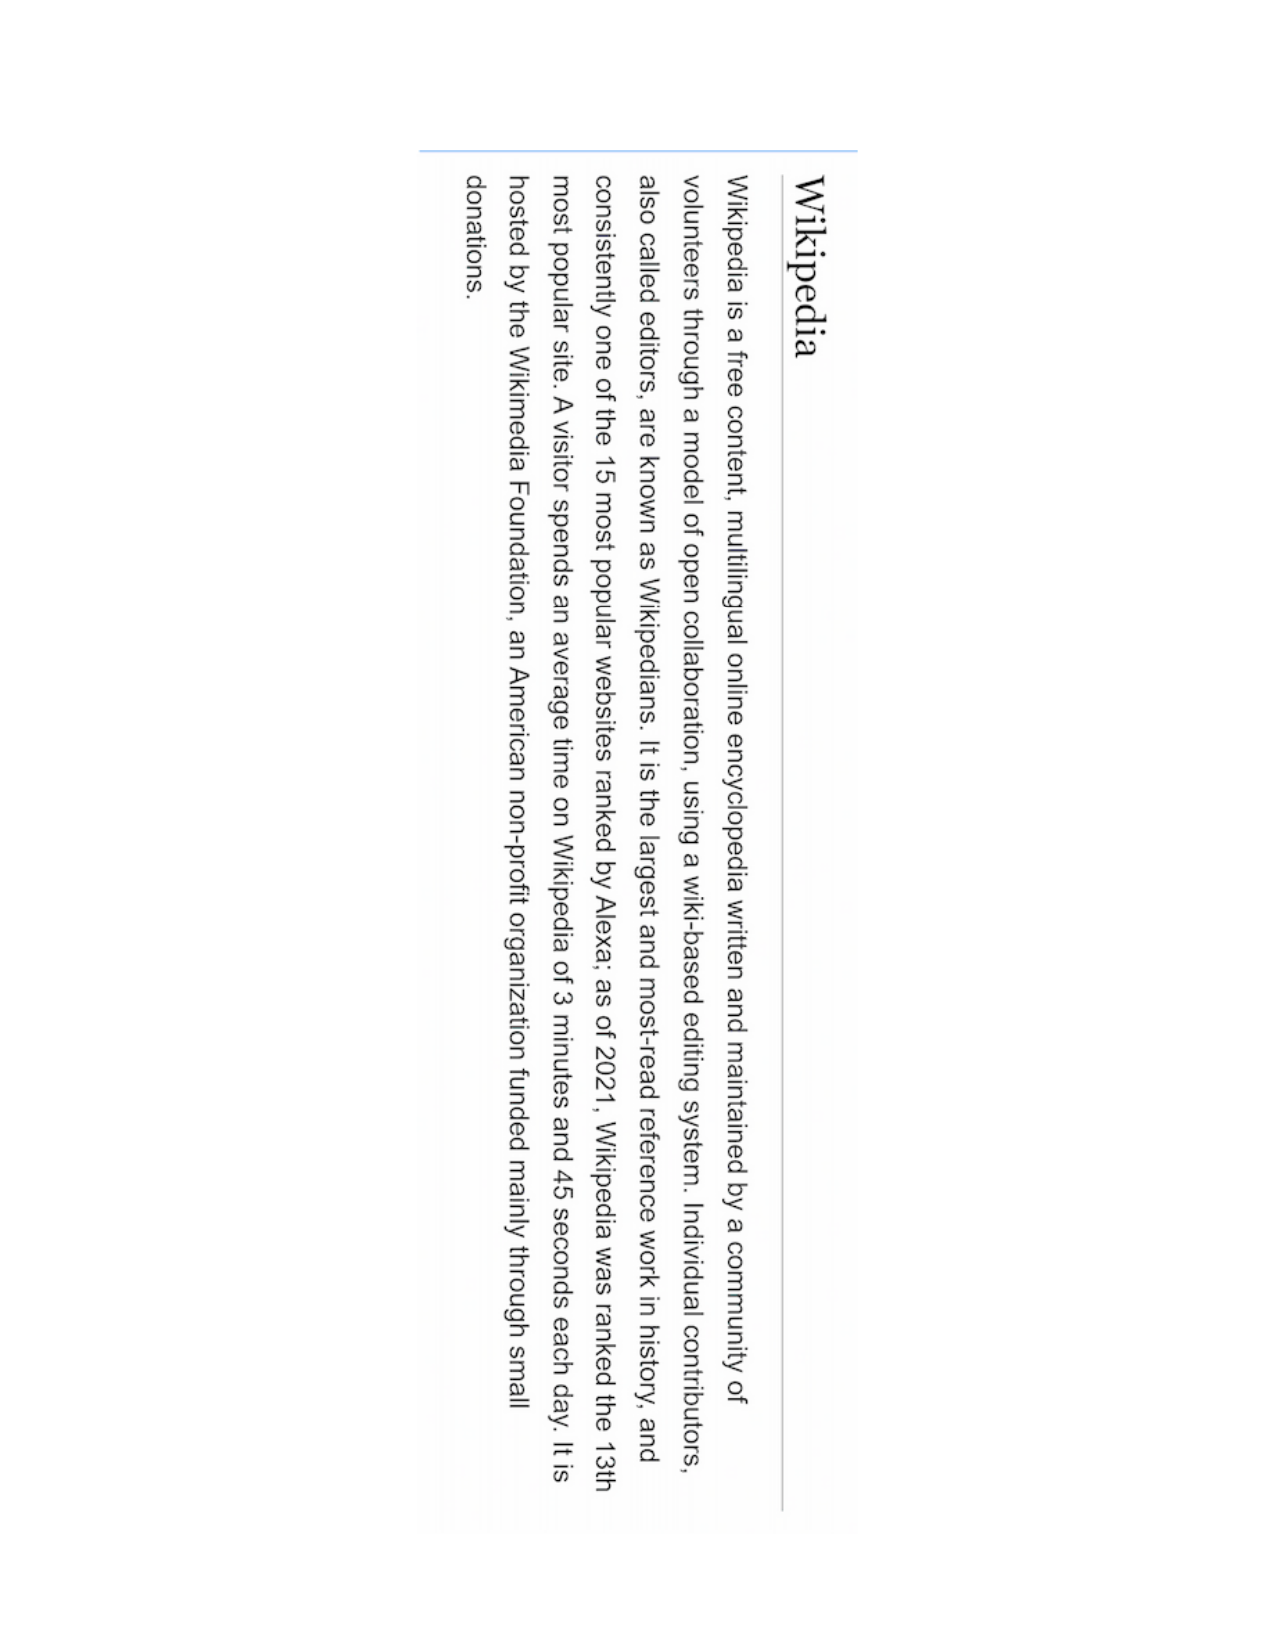 Wikipedia
Wikipedia is a free content, multilingual online encyclopedia written and maintained by a community of
volunteers through a model of open collaboration, using a wiki-based editing system. Individual contributors,
also called editors, are known as Wikipedians. It is the largest and most-read reference work in history, and
consistently one of the 15 most popular websites ranked by Alexa; as of 2021, Wikipedia was ranked the 13th
most popular site. A visitor spends an average time on Wikipedia of 3 minutes and 45 seconds each day. It is
hosted by the Wikimedia Foundation, an American non-profit organization funded mainly through small
donations.